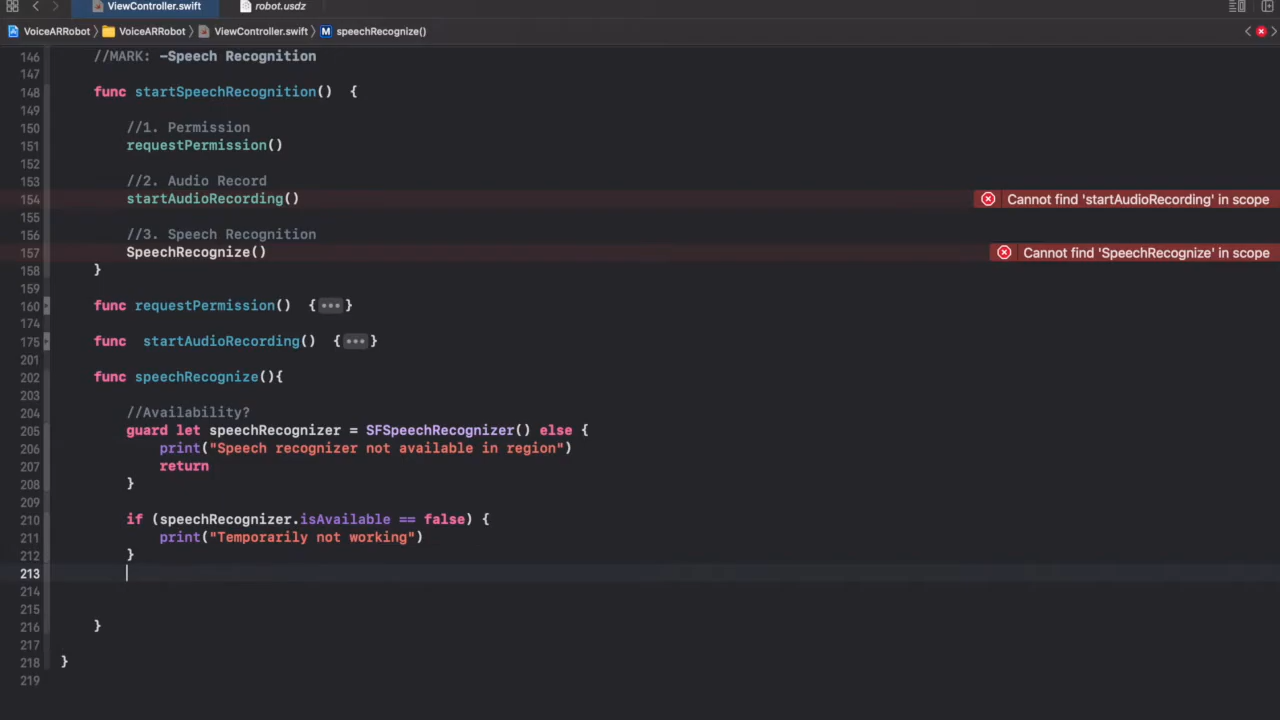 ViewController.swift
robot.usdz
VoiceARRobot
VoiceARRobot
ViewController.swift
M
speechRecognize()
146 //MARK: -Speech Recgnition
147
148 func startSpeechRecognition() {
149
150 //1. Permission
151 requestPermission()
152
153 //2. Audio Record
154 startAudioRecording() Cannot find 'startAudioRecording' in scope
155
156 //3. Speech Recognition
157 SpeechRecognize() Cannot find 'SpeechRecognize' in scope
158 }
159
160 func requestPermission() {•••}
174
175 func startAudioRecording() {•••}
201
202 func speechRecognize(){
203
204 //Availability?
205 guard let speechRecognizer = SFSpeechRecognizer() else {
206 print("Speech recognizer not available in region")
207 return
208 }
209
210 if (speechRecognizer.isAvailable == false) {
211 print("Temporarily not working")
212 }
213
214
215
216 }
217
218 }
219